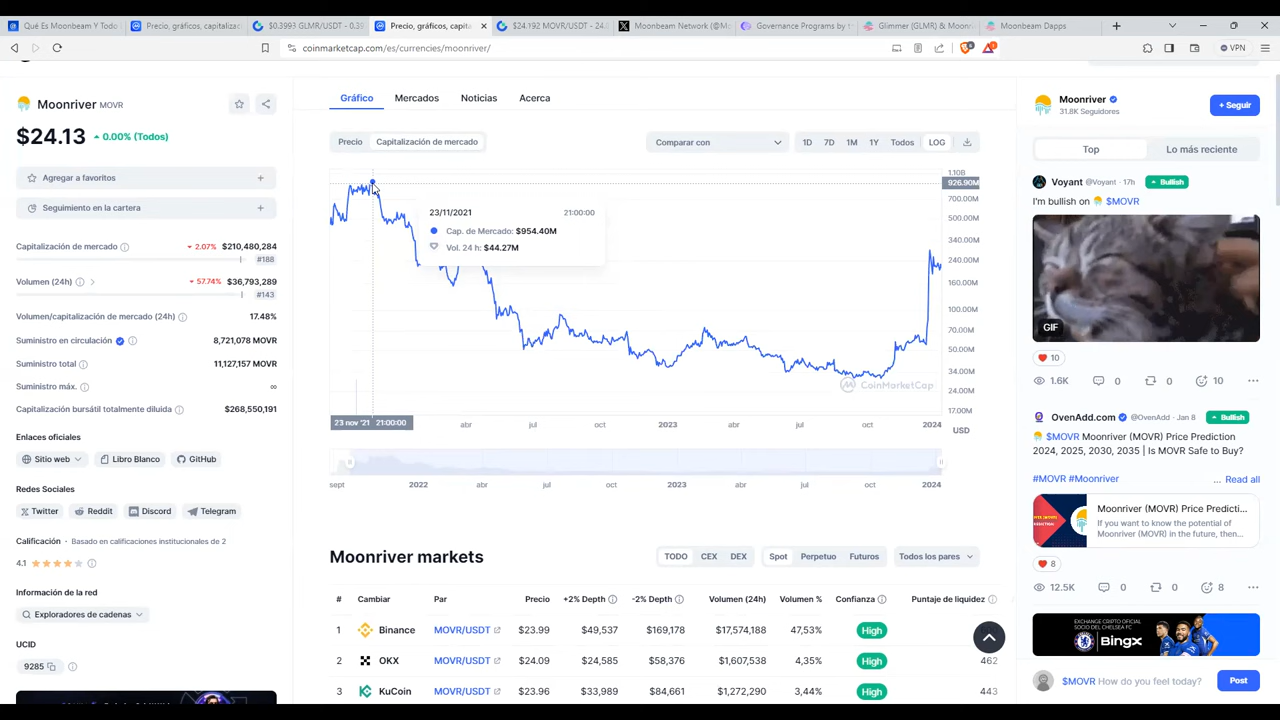 Qué Es Moonbeam Y Todo
Precio, gráficos, capitaliza
$0.3993 GLMR/USDT - 0.39
Precio, gráficos, capita
$24.192 MOVR/USDT - 24.
Moonbeam Network (@M
Governance Programs by
Glimmer (GLMR) & Moonri
Moonbeam Dapps
coinmarketcap.com/es/currencies/moonriver/
VPN
Moonriver MOVR
$24.13 0.00% (Todos)
Agregar a favoritos
Seguimiento en la cartera
Capitalización de mercado 2.07% $210,480,284
#188
Volumen (24h) 57.74% $36,793,289
#143
Volumen/capitalización de mercado (24h) 17.48%
Suministro en circulación 8,721,078 MOVR
Suministro total 11,127,157 MOVR
Suministro máx. ∞
Capitalización bursátil totalmente diluida $268,550,191
Enlaces oficiales
Sitio web Libro Blanco GitHub
Redes Sociales
Twitter Reddit Discord Telegram
Calificación · Basado en calificaciones institucionales de 2
4.1
Información de la red
Exploradores de cadenas
UCID
9285
Gráfico Mercados Noticias Acerca
Precio Capitalización de mercado Comparar con 1D 7D 1M 1Y Todos LOG
1.10B
926.90M
700.00M
500.00M
340.00M
240.00M
160.00M
100.00M
70.00M
50.00M
34.00M
24.00M
17.00M
23/11/2021 21:00:00
Cap. de Mercado: $954.40M
Vol. 24 h: $44.27M
CoinMarketCap
23 nov '21 21:00:00 abr jul oct 2023 abr jul oct 2024
USD
sept 2022 abr jul oct 2023 abr jul oct 2024
Moonriver markets TODO CEX DEX Spot Perpetuo Futuros Todos los pares
# Cambiar Par Precio +2% Depth -2% Depth Volumen (24h) Volumen % Confianza Puntaje de liquidez
1 Binance MOVR/USDT $23.99 $49,537 $169,178 $17,574,188 47,53% High
2 OKX MOVR/USDT $24.09 $24,585 $58,376 $1,607,538 4,35% High 462
3 KuCoin MOVR/USDT $23.96 $33,989 $84,661 $1,272,290 3,44% High 443
Moonriver
31.8K Seguidores
+ Seguir
Top Lo más reciente
Voyant @Voyant · 17h Bullish
I'm bullish on $MOVR
GIF
10
1.6K 0 0 10
OvenAdd.com @OvenAdd · Jan 8 Bullish
$MOVR Moonriver (MOVR) Price Prediction
2024, 2025, 2030, 2035 | Is MOVR Safe to Buy?
#MOVR #Moonriver ... Read all
Moonriver (MOVR) Price Predicti...
If you want to know the potential of
Moonriver (MOVR) in the future, then...
8
12.5K 0 0 8
EXCHANGE CRIPTO OFICIAL
SOCIO DEL CHELSEA FC
BingX
$MOVR How do you feel today? Post